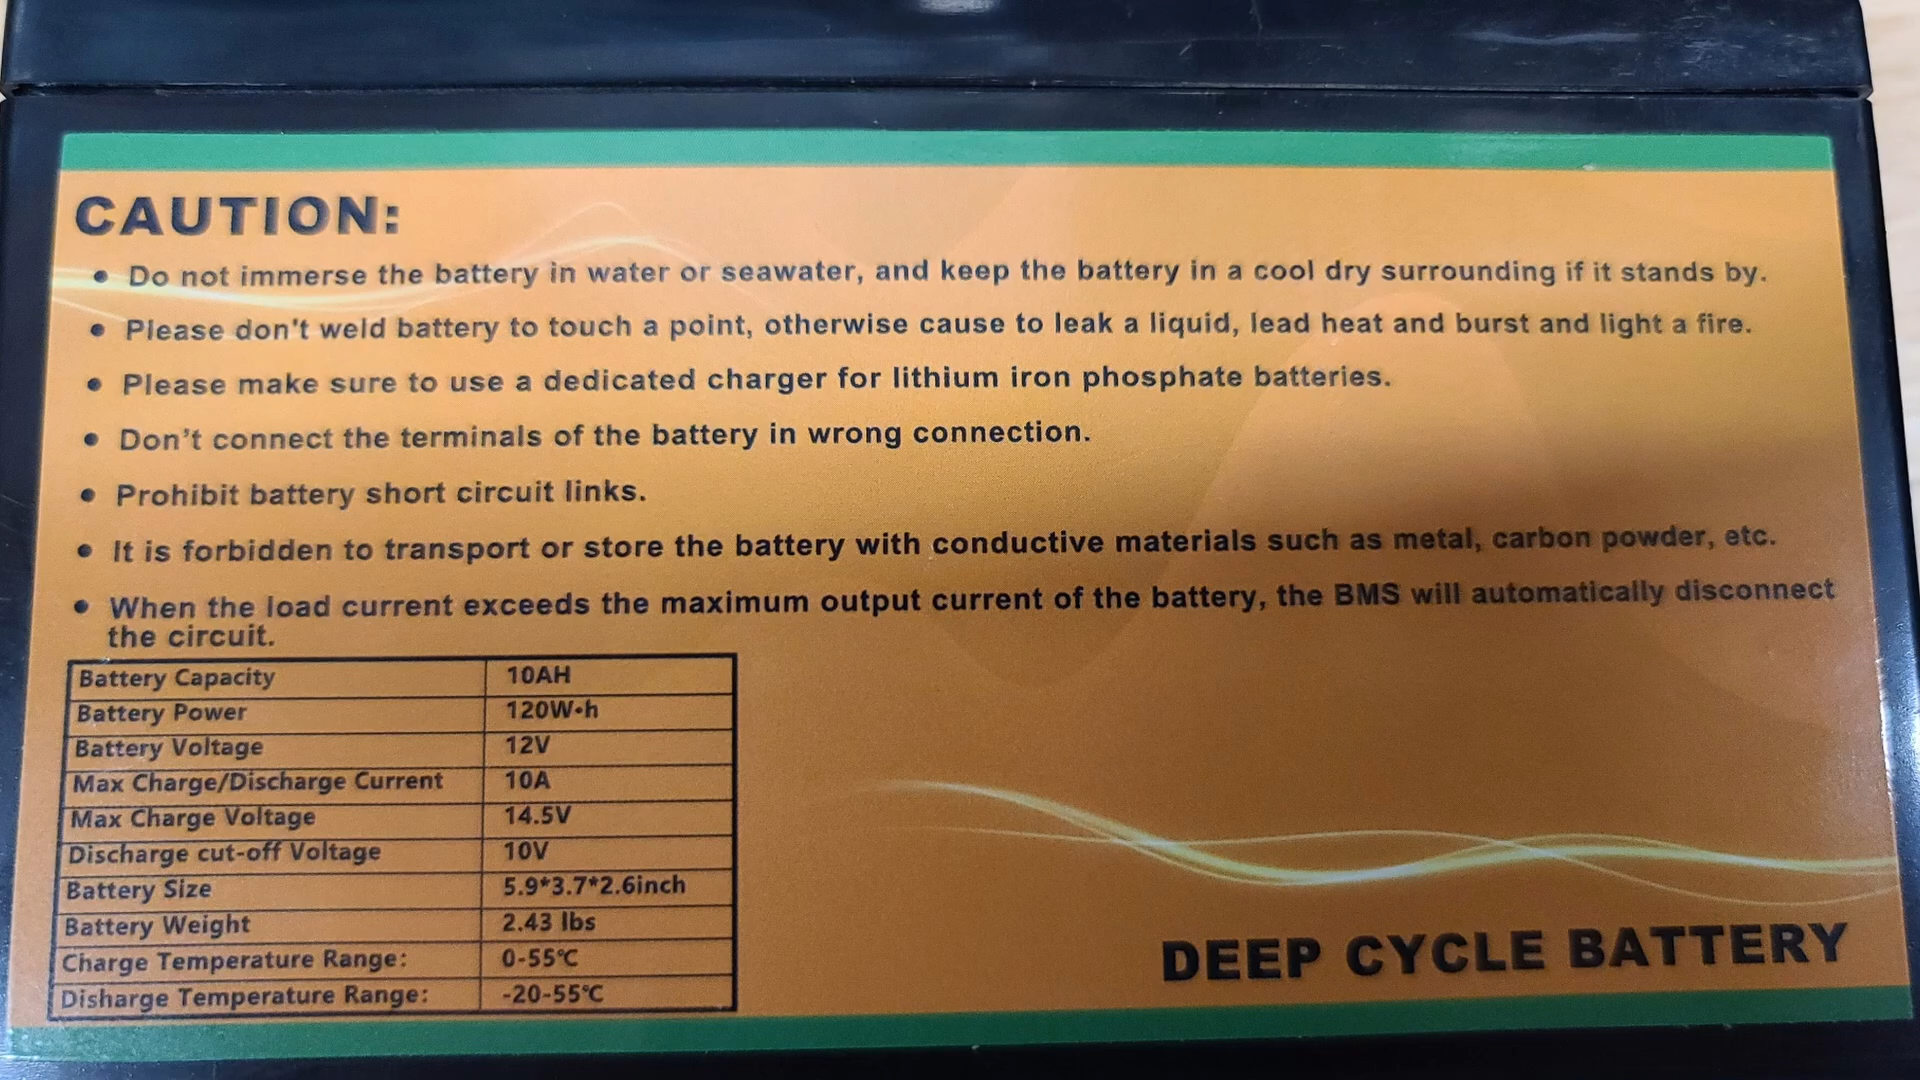 CAUTION:
• Do not immerse the battery in water or seawater, and keep the battery in a cool dry surrounding if it stands by.
• Please don't weld battery to touch a point, otherwise cause to leak a liquid, lead heat and burst and light a fire.
• Please make sure to use a dedicated charger for lithium iron phosphate batteries.
• Don't connect the terminals of the battery in wrong connection.
• Prohibit battery short circuit links.
• It is forbidden to transport or store the battery with conductive materials such as metal, carbon powder, etc.
• When the load current exceeds the maximum output current of the battery, the BMS will automatically disconnect
the circuit.
Battery Capacity 10AH
Battery Power 120W•h
Battery Voltage 12V
Max Charge/Discharge Current 10A
Max Charge Voltage 14.5V
Discharge cut-off Voltage 10V
Battery Size 5.9*3.7*2.6inch
Battery Weight 2.43 lbs
Charge Temperature Range: 0-55℃
Disharge Temperature Range: -20-55℃
DEEP CYCLE BATTERY